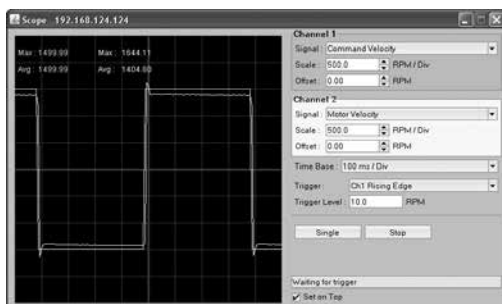 Scope 192.168.124.124
Max : 1499.99 Max : 1644.11
Avg : 1499.99 Avg : 1404.80
Channel 1
Signal : Command Velocity
Scale : 500.0 RPM / Div
Offset : 0.00 RPM
Channel 2
Signal : Motor Velocity
Scale : 500.0 RPM / Div
Offset : 0.00 RPM
Time Base : 100 ms / Div
Trigger : Ch1 Rising Edge
Trigger Level : 10.0 RPM
Single Stop
Waiting for trigger
Set on Top